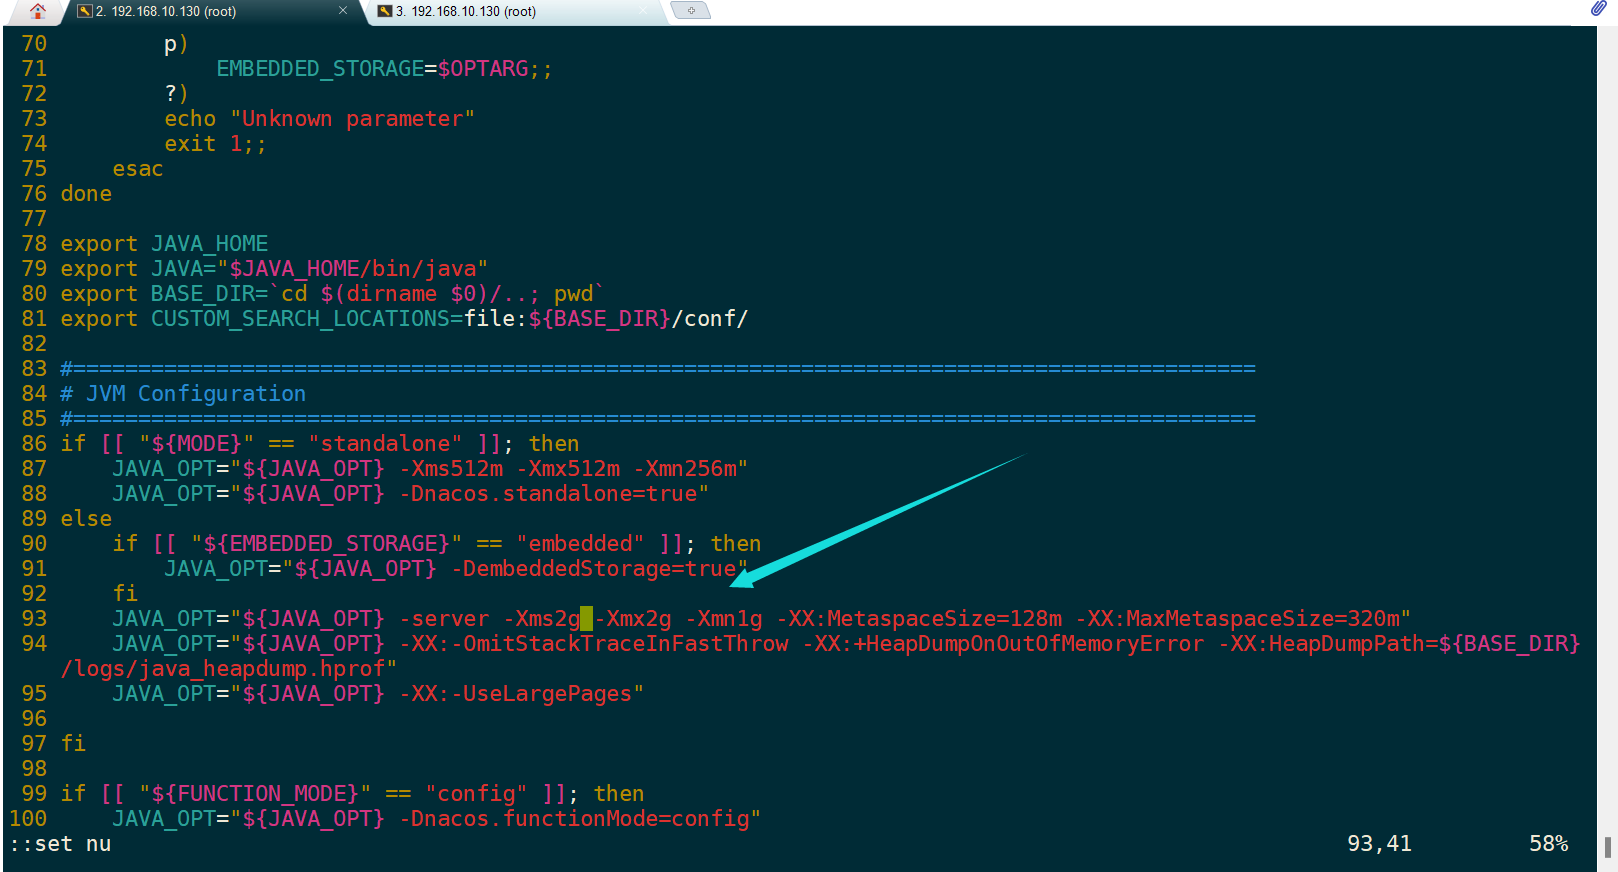 2. 192.168.10.130 (root)
3. 192.168.10.130 (root)
70         p)
71             EMBEDDED_STORAGE=$OPTARG;;
72         ?)
73         echo "Unknown parameter"
74         exit 1;;
75     esac
76 done
77
78 export JAVA_HOME
79 export JAVA="$JAVA_HOME/bin/java"
80 export BASE_DIR=`cd $(dirname $0)/..; pwd`
81 export CUSTOM_SEARCH_LOCATIONS=file:${BASE_DIR}/conf/
82
83 #===========================================================================================
84 # JVM Configuration
85 #===========================================================================================
86 if [[ "${MODE}" == "standalone" ]]; then
87     JAVA_OPT="${JAVA_OPT} -Xms512m -Xmx512m -Xmn256m"
88     JAVA_OPT="${JAVA_OPT} -Dnacos.standalone=true"
89 else
90     if [[ "${EMBEDDED_STORAGE}" == "embedded" ]]; then
91         JAVA_OPT="${JAVA_OPT} -DembeddedStorage=true"
92     fi
93     JAVA_OPT="${JAVA_OPT} -server -Xms2g -Xmx2g -Xmn1g -XX:MetaspaceSize=128m -XX:MaxMetaspaceSize=320m"
94     JAVA_OPT="${JAVA_OPT} -XX:-OmitStackTraceInFastThrow -XX:+HeapDumpOnOutOfMemoryError -XX:HeapDumpPath=${BASE_DIR}
/logs/java_heapdump.hprof"
95     JAVA_OPT="${JAVA_OPT} -XX:-UseLargePages"
96
97 fi
98
99 if [[ "${FUNCTION_MODE}" == "config" ]]; then
100     JAVA_OPT="${JAVA_OPT} -Dnacos.functionMode=config"
::set nu 93,41 58%